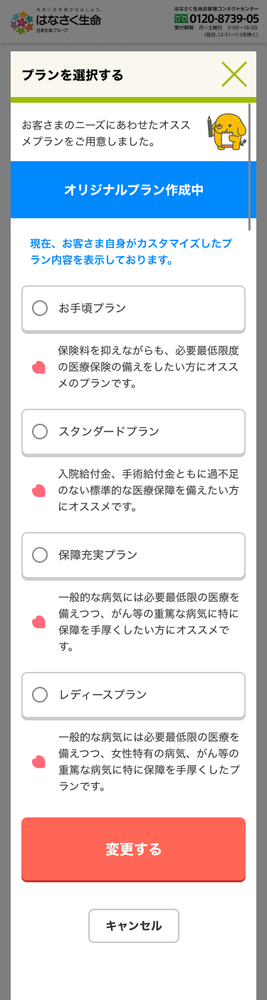 未来に花を咲かせましょう。
はなさく生命
日本生命グループ
はなさく生命お客様コンタクトセンター
0120-8739-05
受付時間 月～土曜日 9:00～18:00
(祝日、12/31～1/3を除く)
プランを選択する
お客さまのニーズにあわせたオスス
メプランをご用意しました。
オリジナルプラン作成中
現在、お客さま自身がカスタマイズしたプ
ラン内容を表示しております。
お手頃プラン
保険料を抑えながらも、必要最低限度
の医療保険の備えをしたい方にオスス
メのプランです。
スタンダードプラン
入院給付金、手術給付金ともに過不足
のない標準的な医療保障を備えたい方
にオススメです。
保障充実プラン
一般的な病気には必要最低限の医療を
備えつつ、がん等の重篤な病気に特に
保障を手厚くしたい方にオススメで
す。
レディースプラン
一般的な病気には必要最低限の医療を
備えつつ、女性特有の病気、がん等の
重篤な病気に特に保障を手厚くしたプ
ランです。
変更する
キャンセル